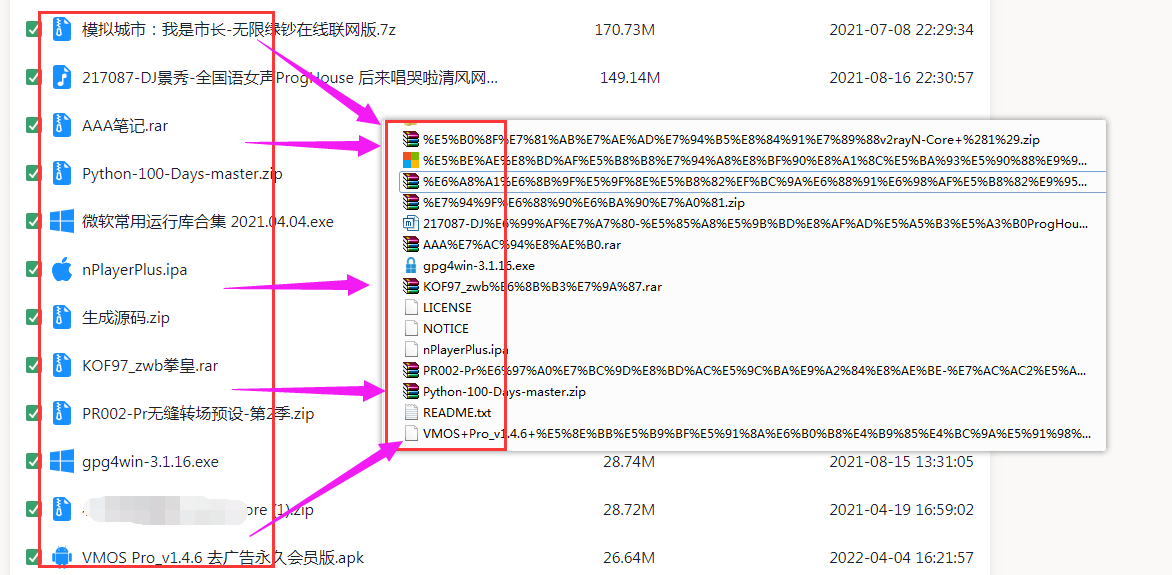 模拟城市：我是市长-无限绿钞在线联网版.7z 170.73M 2021-07-08 22:29:34
217087-DJ景秀-全国语女声ProgHouse 后来唱哭啦清风网... 149.14M 2021-08-16 22:30:57
AAA笔记.rar
Python-100-Days-master.zip
微软常用运行库合集 2021.04.04.exe
nPlayerPlus.ipa
生成源码.zip
KOF97_zwb拳皇.rar
PR002-Pr无缝转场预设-第2季.zip
gpg4win-3.1.16.exe 28.74M 2021-08-15 13:31:05
ore (1).zip 28.72M 2021-04-19 16:59:02
VMOS Pro_v1.4.6 去广告永久会员版.apk 26.64M 2022-04-04 16:21:57
%E5%B0%8F%E7%81%AB%E7%AE%AD%E7%94%B5%E8%84%91%E7%89%88v2rayN-Core+%281%29.zip
%E5%BE%AE%E8%BD%AF%E5%B8%B8%E7%94%A8%E8%BF%90%E8%A1%8C%E5%BA%93%E5%90%88%E9%9...
%E6%A8%A1%E6%8B%9F%E5%9F%8E%E5%B8%82%EF%BC%9A%E6%88%91%E6%98%AF%E5%B8%82%E9%95...
%E7%94%9F%E6%88%90%E6%BA%90%E7%A0%81.zip
217087-DJ%E6%99%AF%E7%A7%80-%E5%85%A8%E5%9B%BD%E8%AF%AD%E5%A5%B3%E5%A3%B0ProgHou...
AAA%E7%AC%94%E8%AE%B0.rar
gpg4win-3.1.16.exe
KOF97_zwb%E6%8B%B3%E7%9A%87.rar
LICENSE
NOTICE
nPlayerPlus.ipa
PR002-Pr%E6%97%A0%E7%BC%9D%E8%BD%AC%E5%9C%BA%E9%A2%84%E8%AE%BE-%E7%AC%AC2%E5%A...
Python-100-Days-master.zip
README.txt
VMOS+Pro_v1.4.6+%E5%8E%BB%E5%B9%BF%E5%91%8A%E6%B0%B8%E4%B9%85%E4%BC%9A%E5%91%98%...